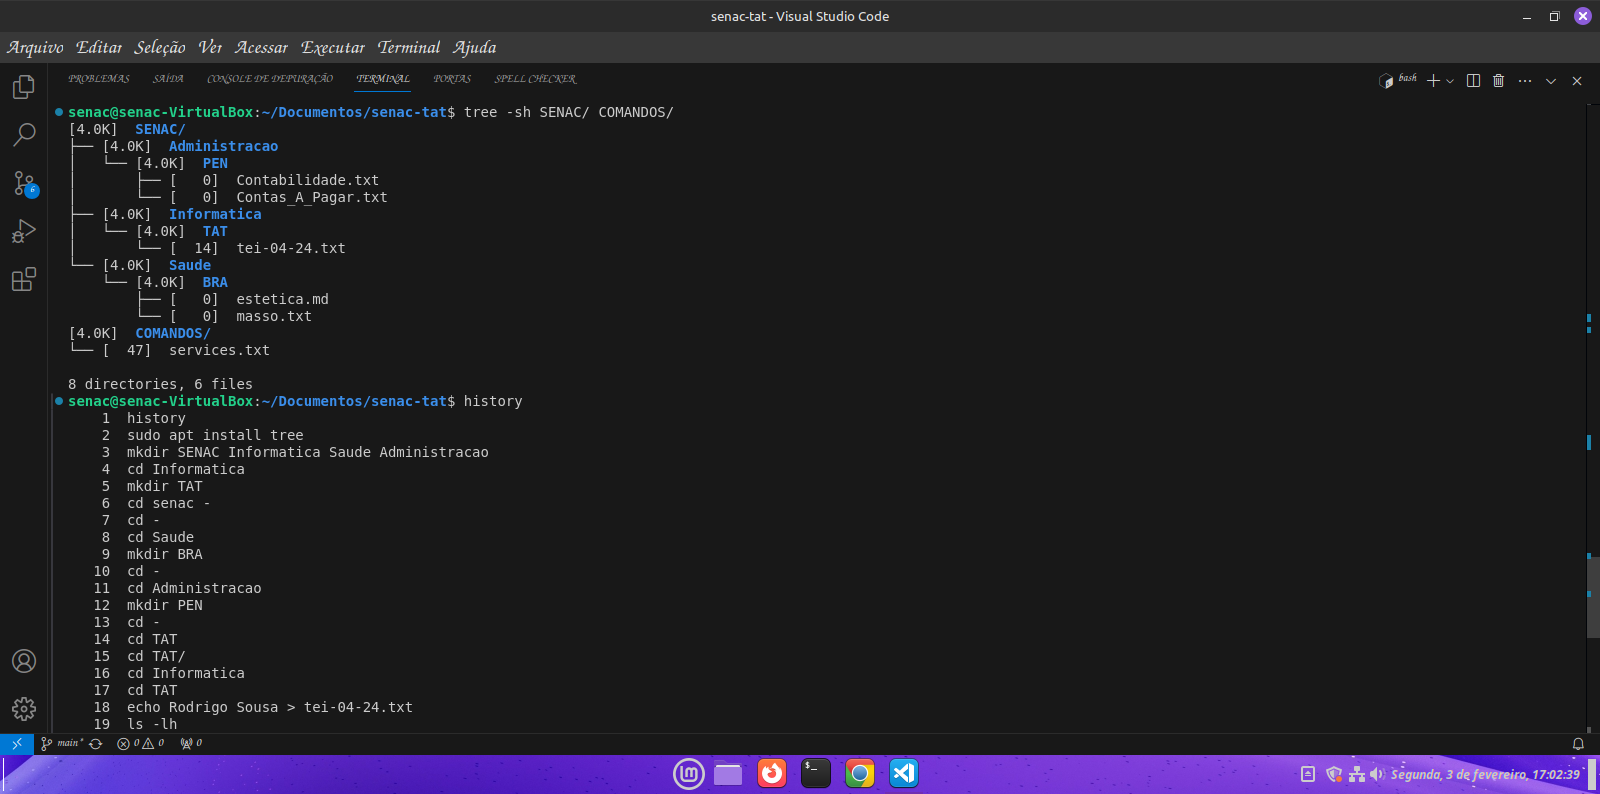 senac-tat - Visual Studio Code
Arquivo Editar Seleção Ver Acessar Executar Terminal Ajuda
PROBLEMAS SAÍDA CONSOLE DE DEPURAÇÃO TERMINAL PORTAS SPELL CHECKER bash
senac@senac-VirtualBox:~/Documentos/senac-tat$ tree -sh SENAC/ COMANDOS/
[4.0K]  SENAC/
├── [4.0K]  Administracao
│   └── [4.0K]  PEN
│       ├── [   0]  Contabilidade.txt
│       └── [   0]  Contas_A_Pagar.txt
├── [4.0K]  Informatica
│   └── [4.0K]  TAT
│       └── [  14]  tei-04-24.txt
└── [4.0K]  Saude
    └── [4.0K]  BRA
        ├── [   0]  estetica.md
        └── [   0]  masso.txt
[4.0K]  COMANDOS/
└── [  47]  services.txt
8 directories, 6 files
senac@senac-VirtualBox:~/Documentos/senac-tat$ history
1  history
2  sudo apt install tree
3  mkdir SENAC Informatica Saude Administracao
4  cd Informatica
5  mkdir TAT
6  cd senac -
7  cd -
8  cd Saude
9  mkdir BRA
10  cd -
11  cd Administracao
12  mkdir PEN
13  cd -
14  cd TAT
15  cd TAT/
16  cd Informatica
17  cd TAT
18  echo Rodrigo Sousa > tei-04-24.txt
19  ls -lh
main* 0 0 0
Segunda, 3 de fevereiro, 17:02:39